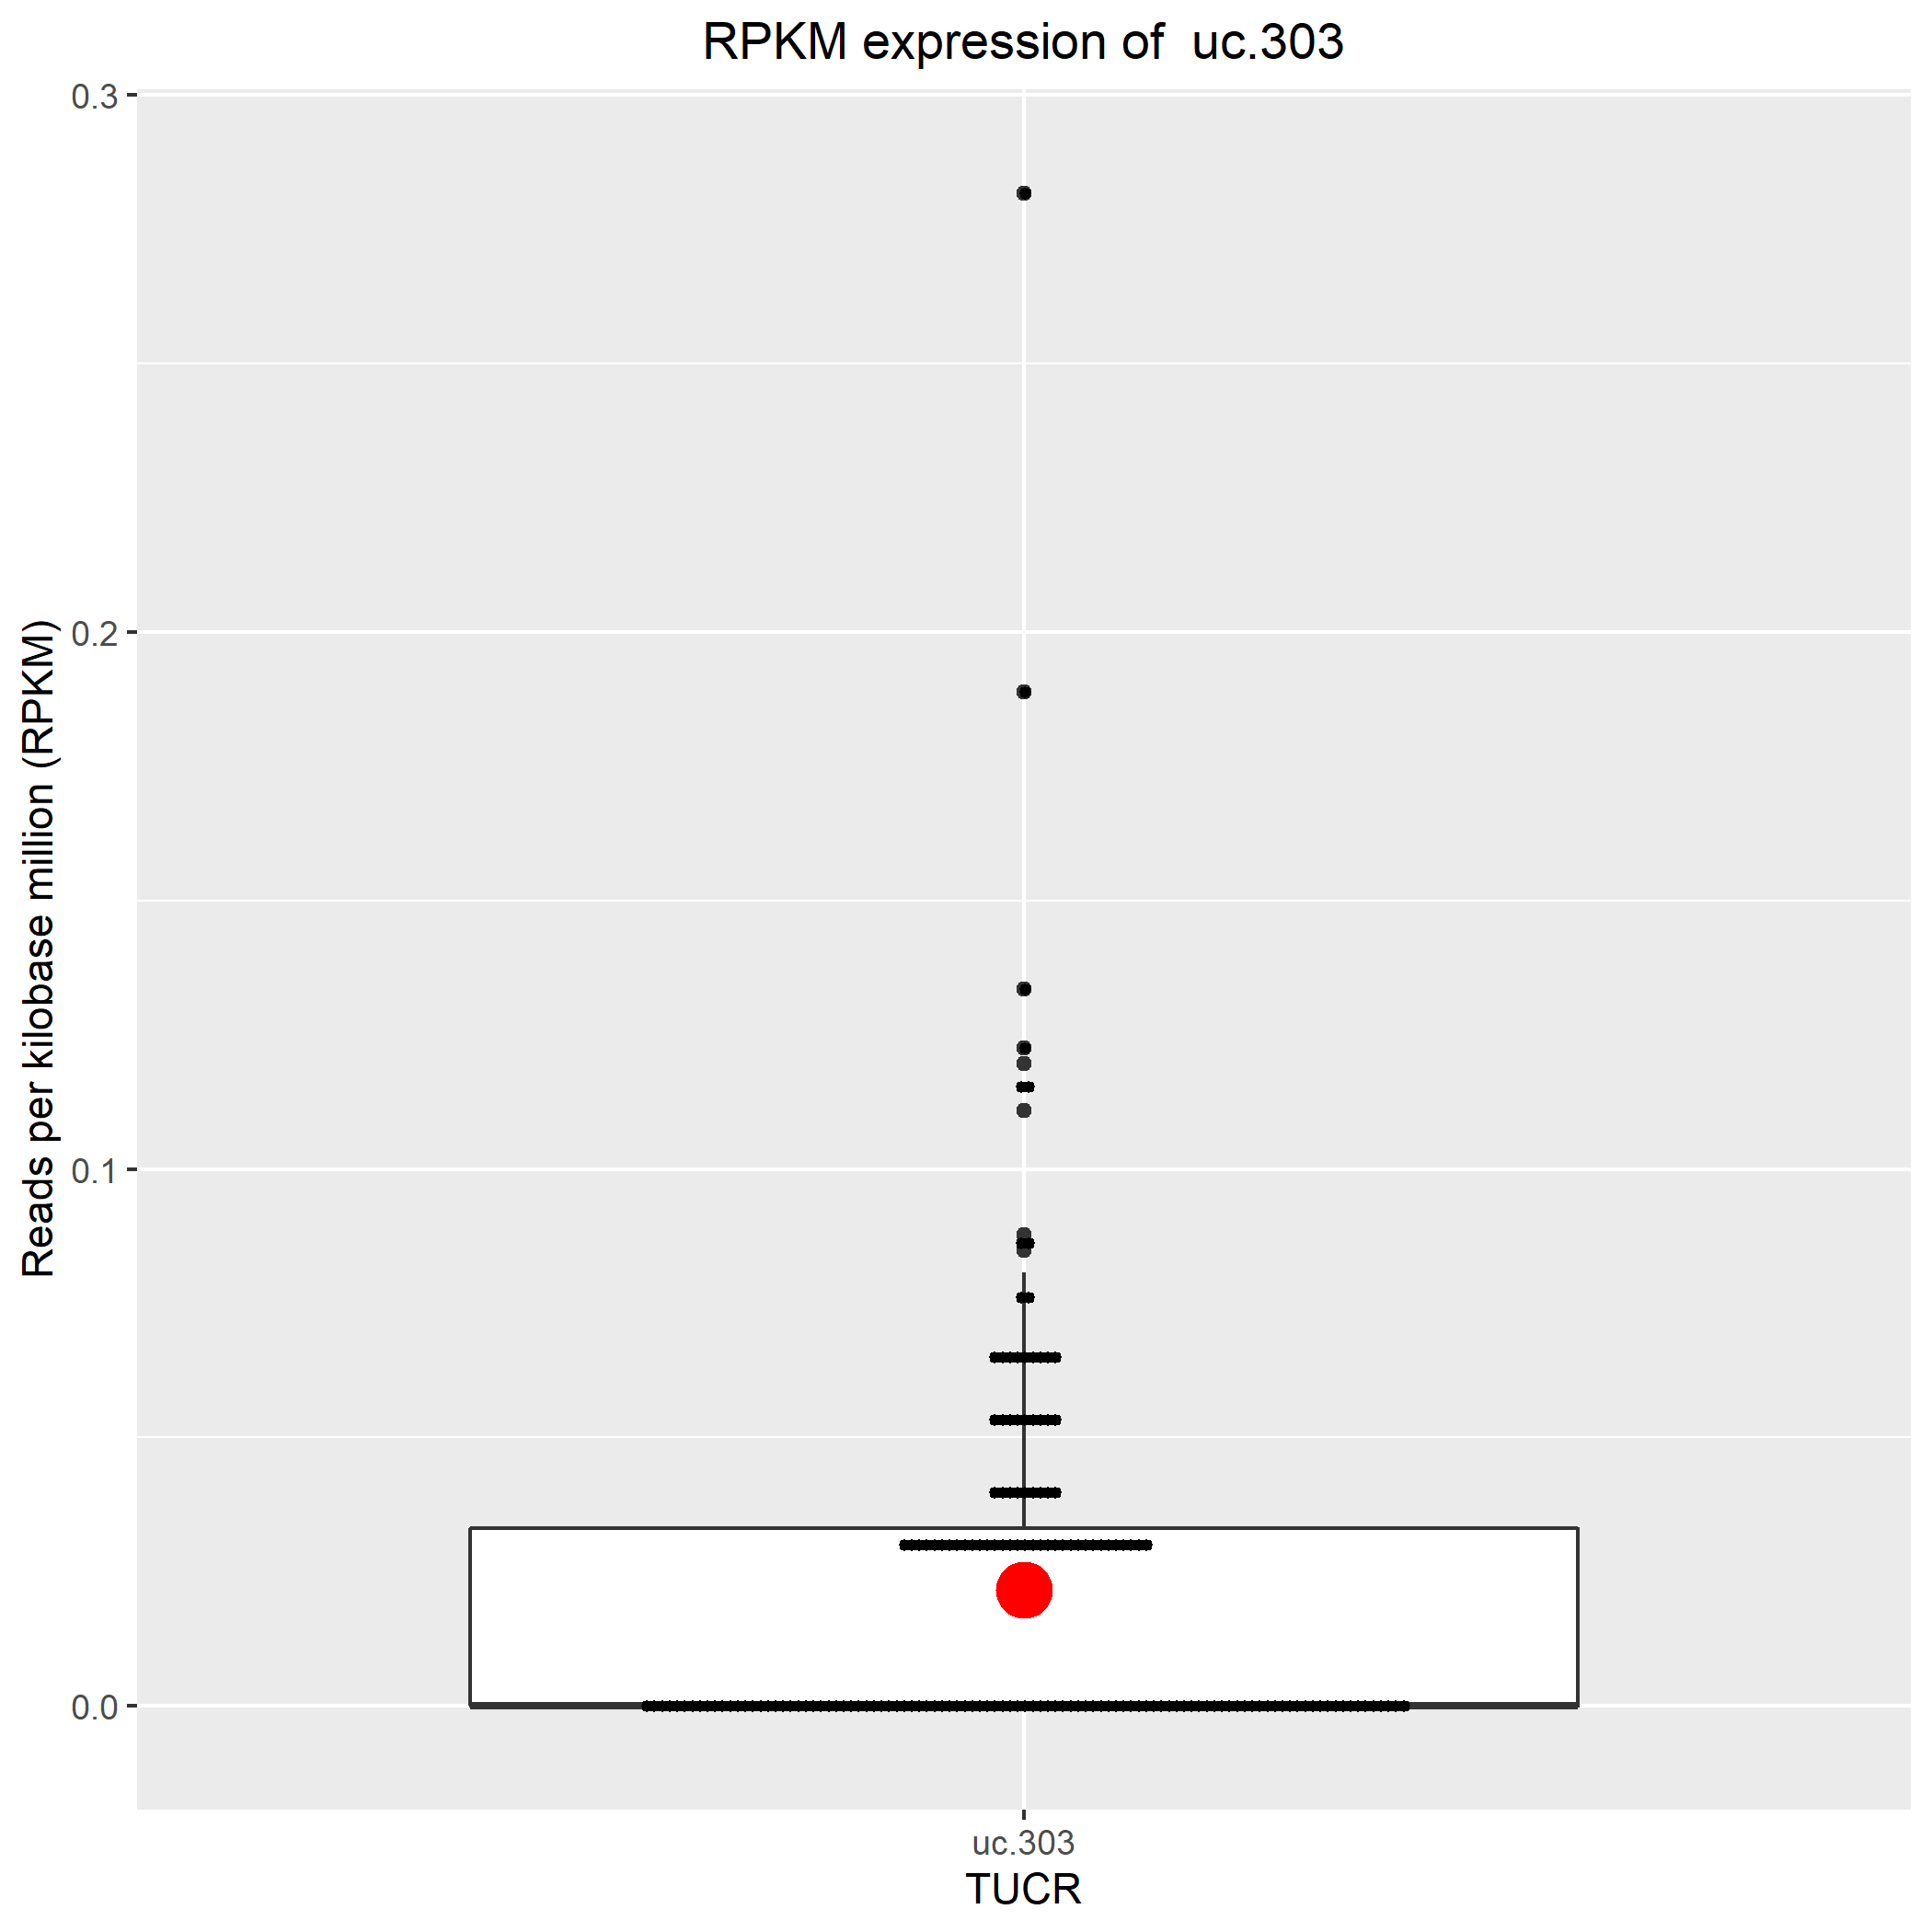 RPKM expression of  uc.303
Reads per kilobase million (RPKM)
0.3
0.2
0.1
0.0
uc.303
TUCR